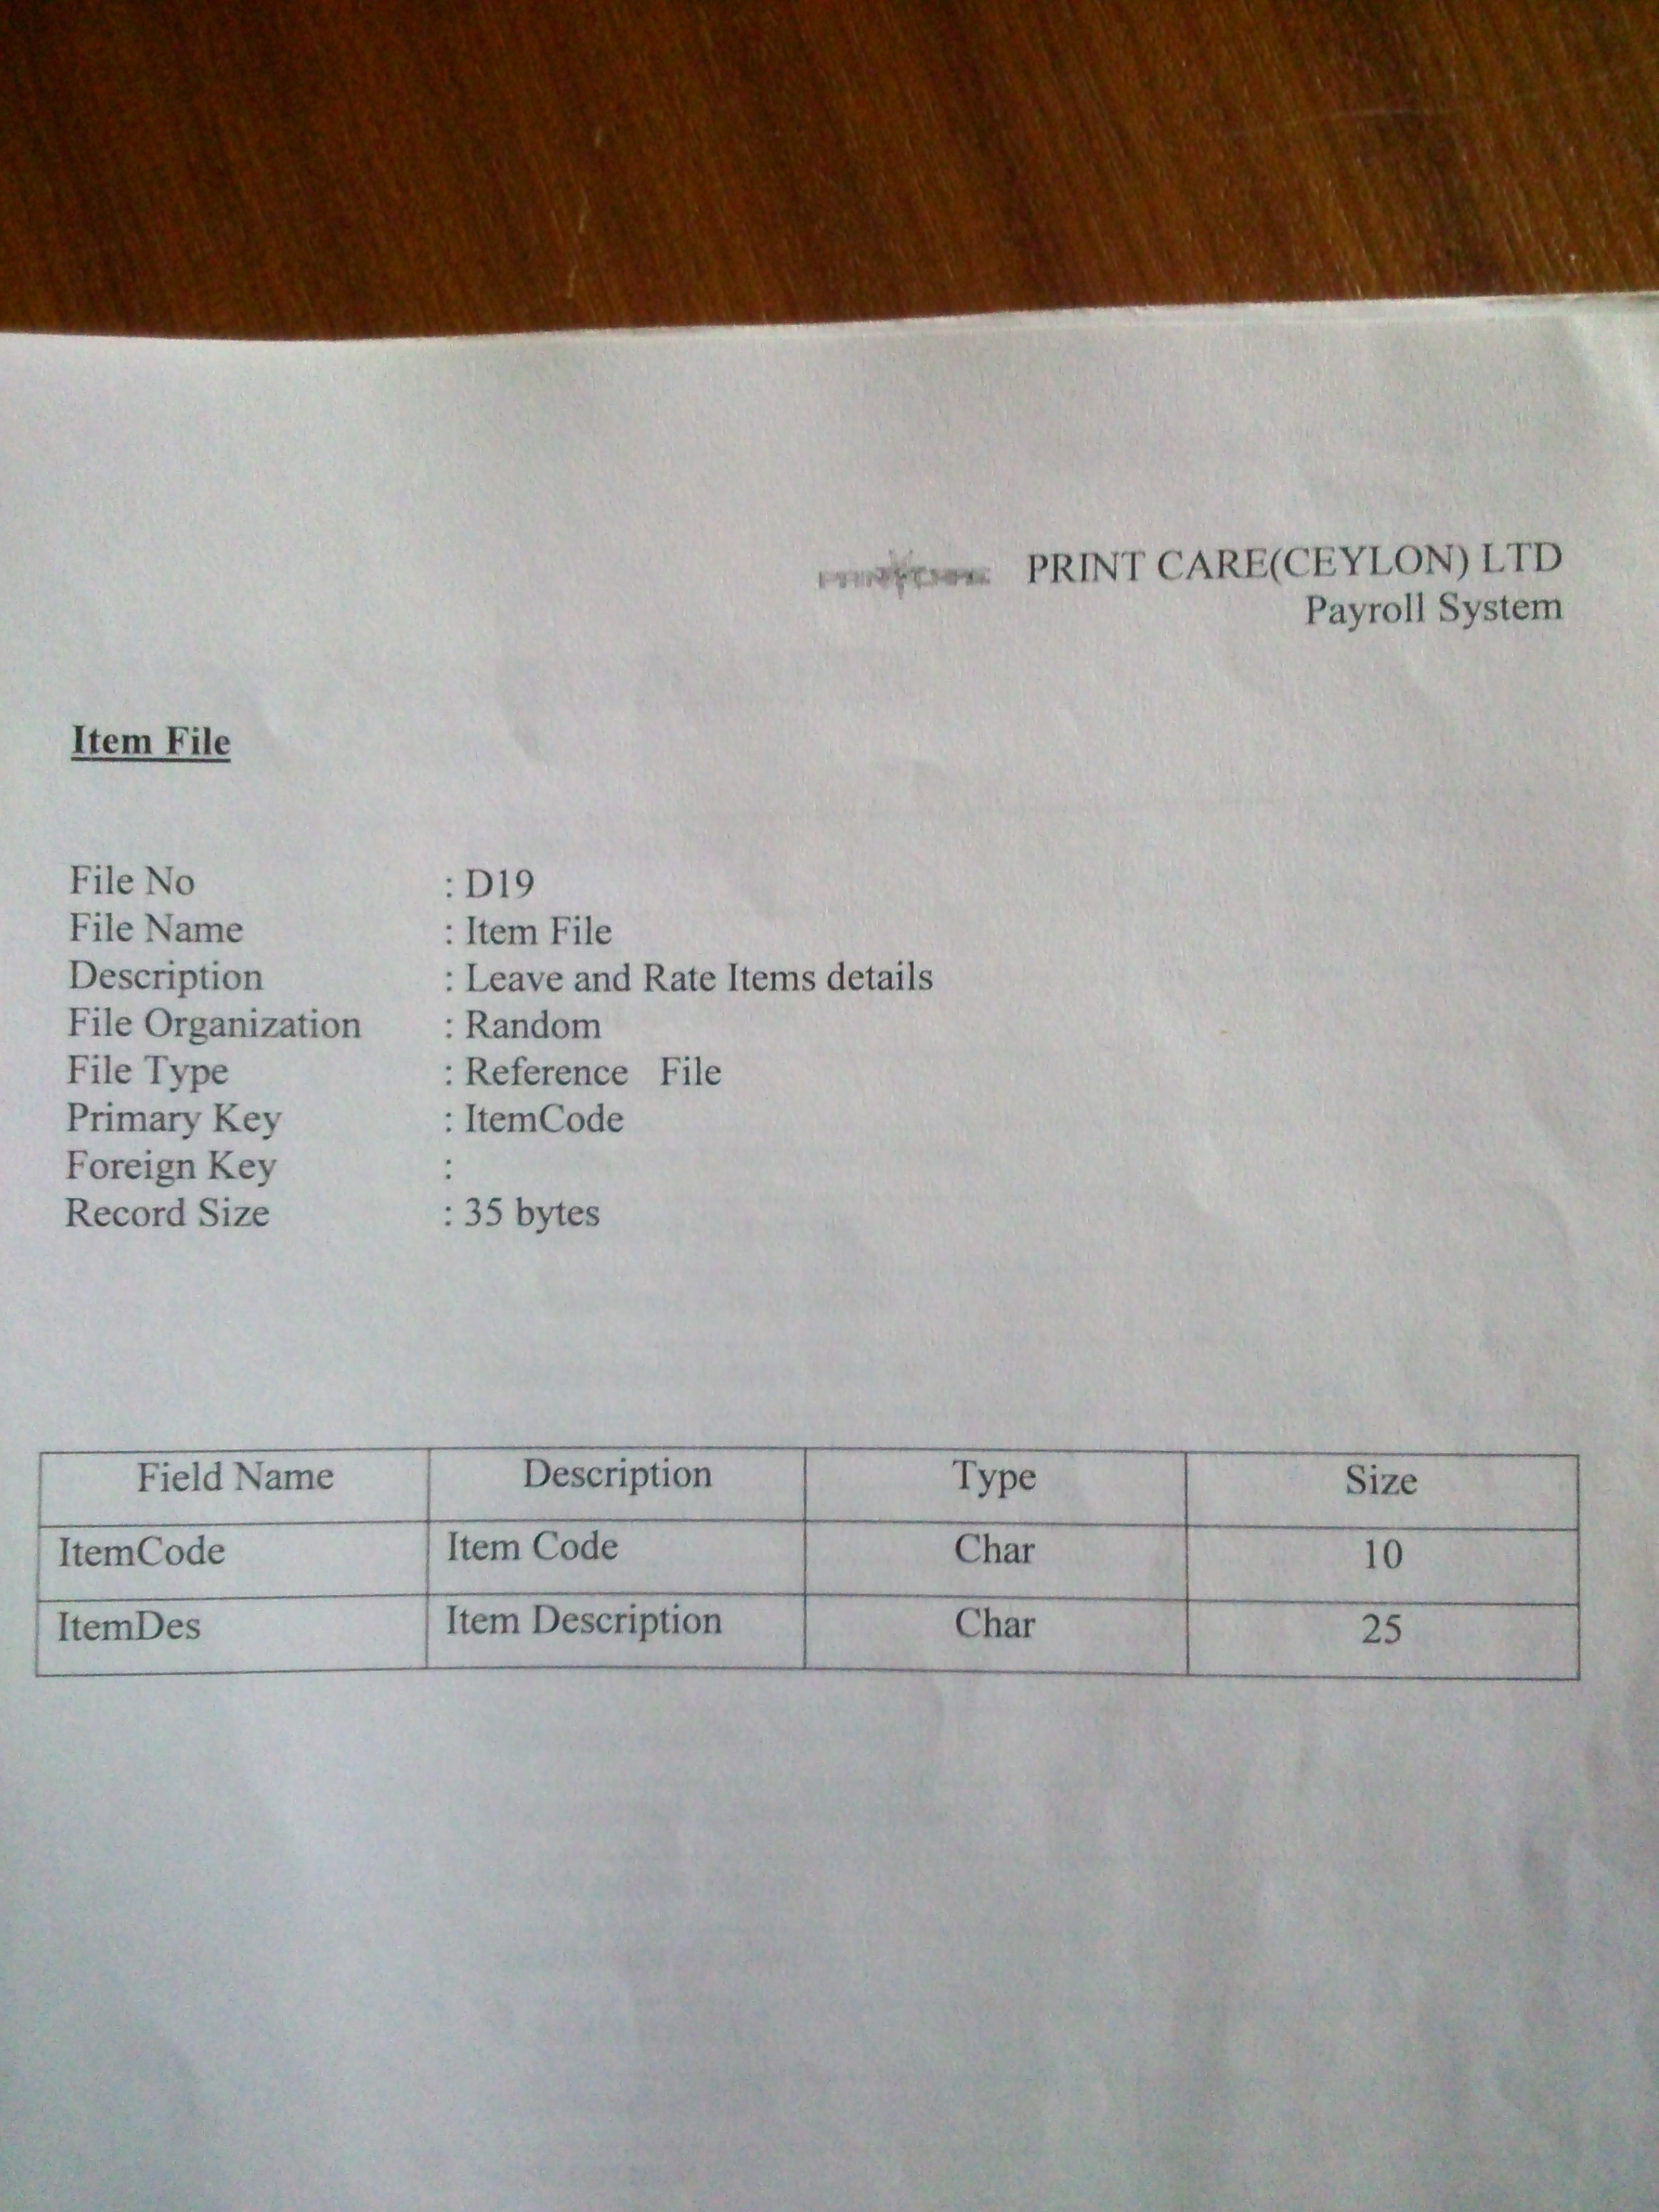 PRINT CARE(CEYLON) LTD
Payroll System
Item File
File No : D19
File Name : Item File
Description : Leave and Rate Items details
File Organization : Random
File Type : Reference File
Primary Key : ItemCode
Foreign Key :
Record Size : 35 bytes
Field Name Description Type Size
ItemCode Item Code Char 10
ItemDes Item Description Char 25